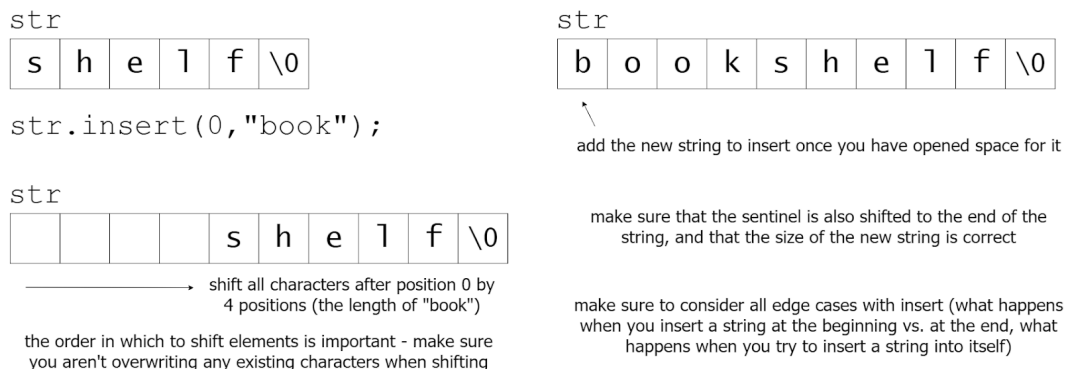 str
s h e l f \0
str.insert(0,"book");
str
s h e l f \0
shift all characters after position 0 by
4 positions (the length of "book")
the order in which to shift elements is important - make sure
you aren't overwriting any existing characters when shifting
str
b o o k s h e l f \0
add the new string to insert once you have opened space for it
make sure that the sentinel is also shifted to the end of the
string, and that the size of the new string is correct
make sure to consider all edge cases with insert (what happens
when you insert a string at the beginning vs. at the end, what
happens when you try to insert a string into itself)